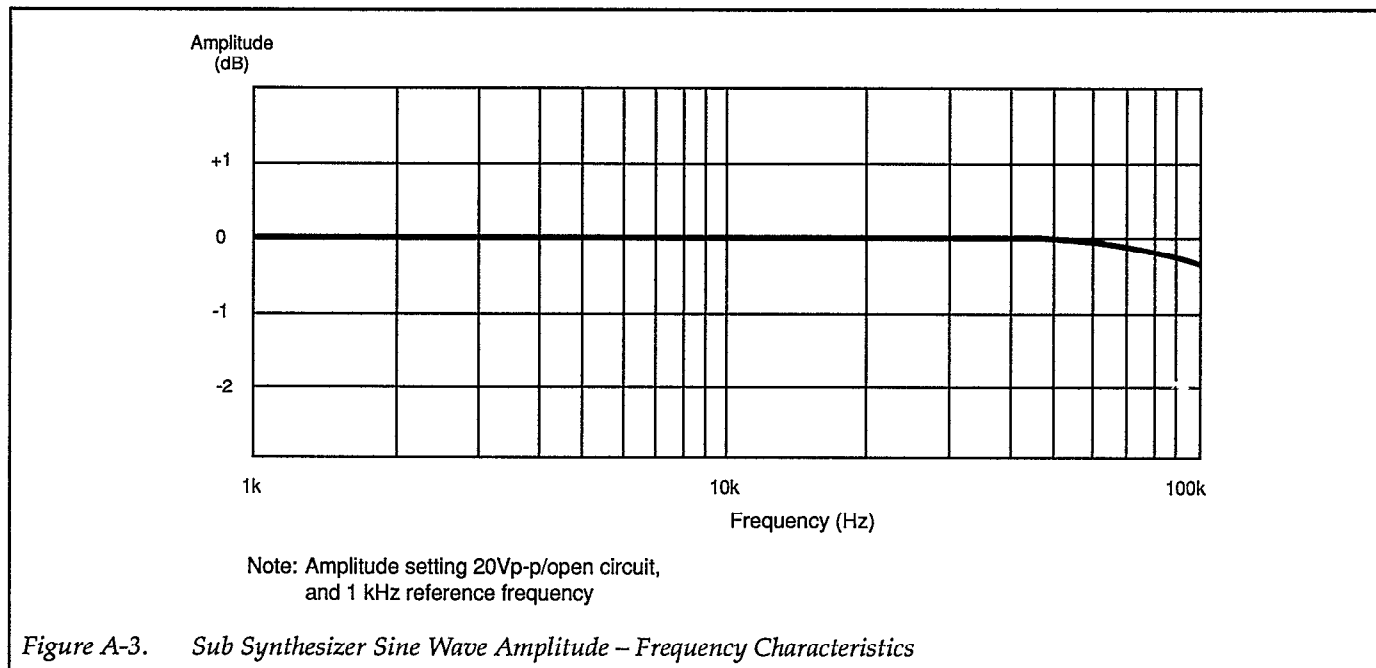 Amplitude
(dB)
+1
0
-1
-2
1k
10k
100k
Frequency (Hz)
Note: Amplitude setting 20Vp-p/open circuit,
and 1 kHz reference frequency
Figure A-3. Sub Synthesizer Sine Wave Amplitude – Frequency Characteristics